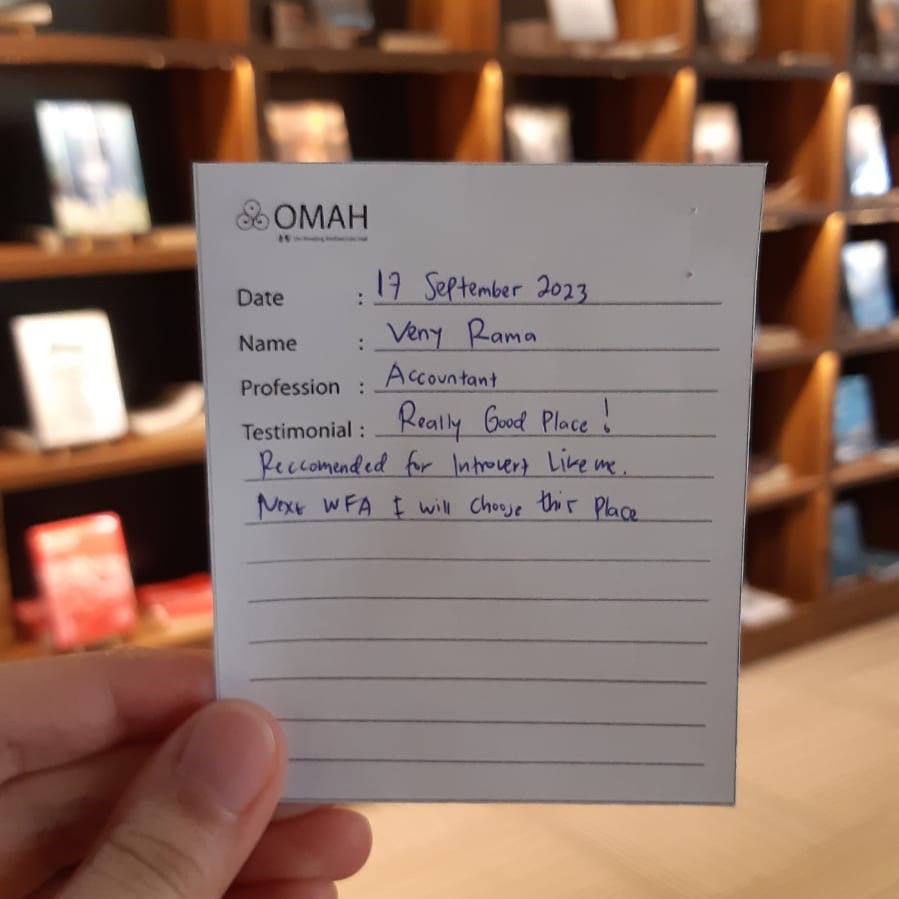 OMAH
Date : 17 September 2023
Name : Veny Rama
Profession : Accountant
Testimonial : Really Good Place !
Reccomended for Introvert Like me.
Next WFA I will choose this Place